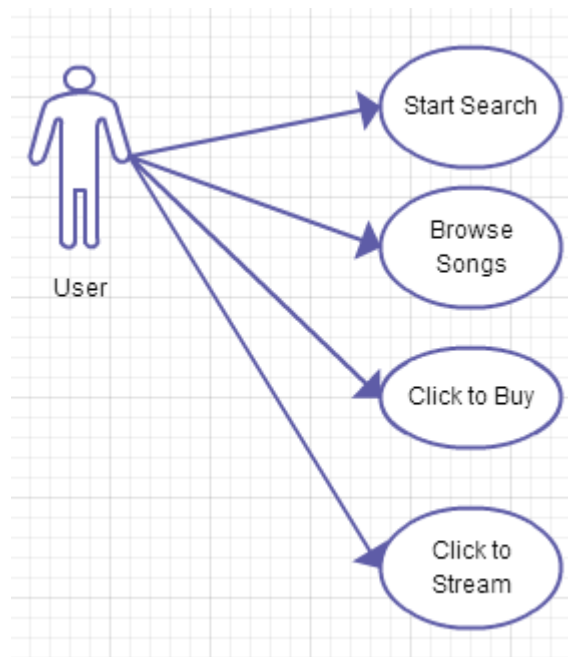 Start Search
Browse
Songs
User
Click to Buy
Click to
Stream